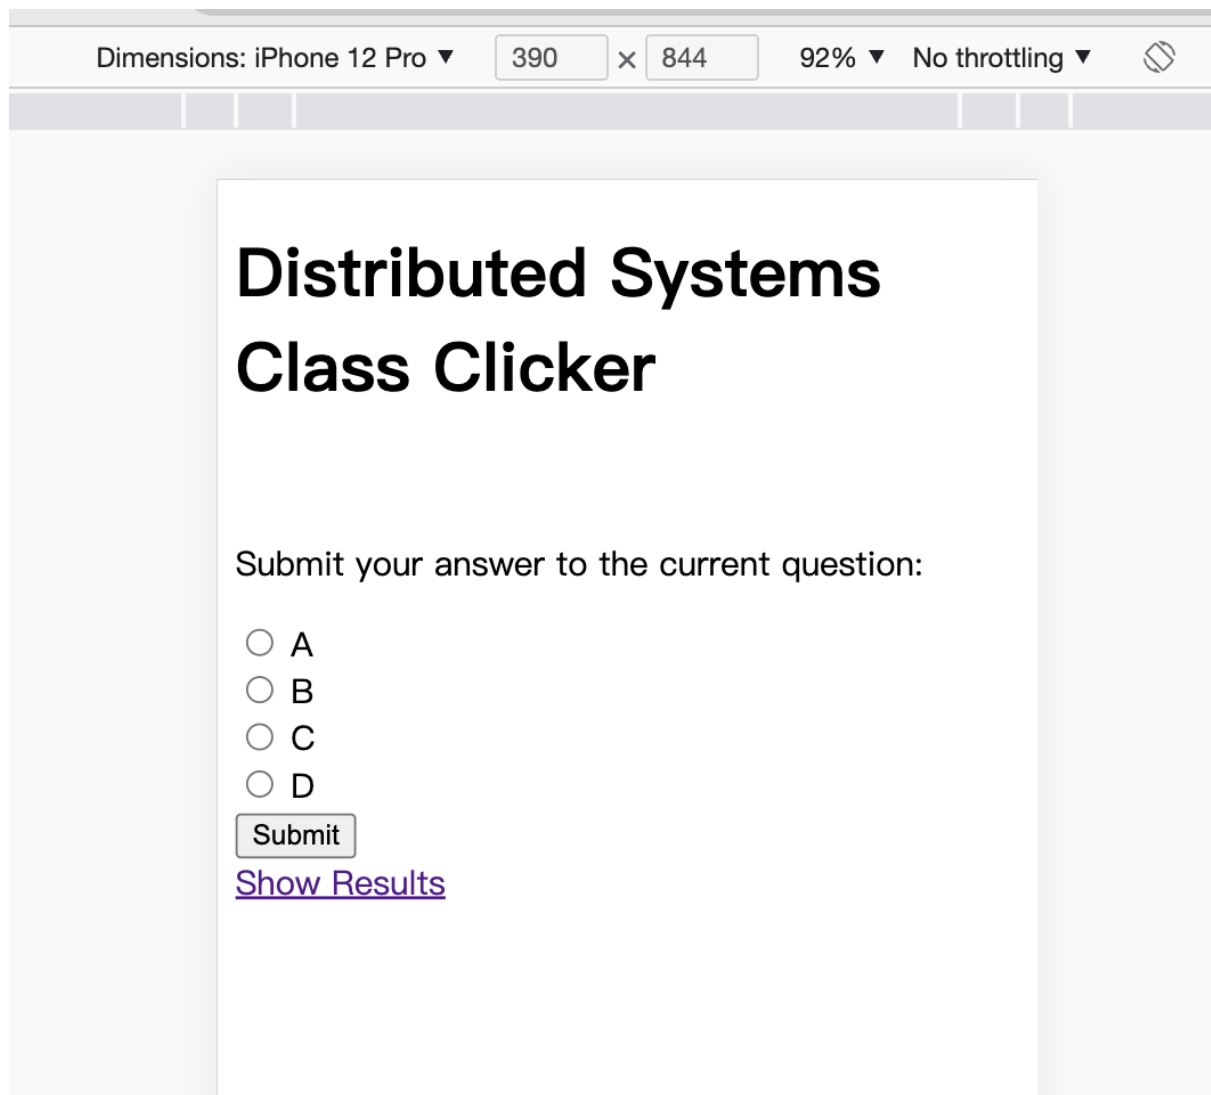 Dimensions: iPhone 12 Pro ▼ 390 × 844 92% ▼ No throttling ▼
Distributed Systems
Class Clicker
Submit your answer to the current question:
A
B
C
D
Submit
Show Results